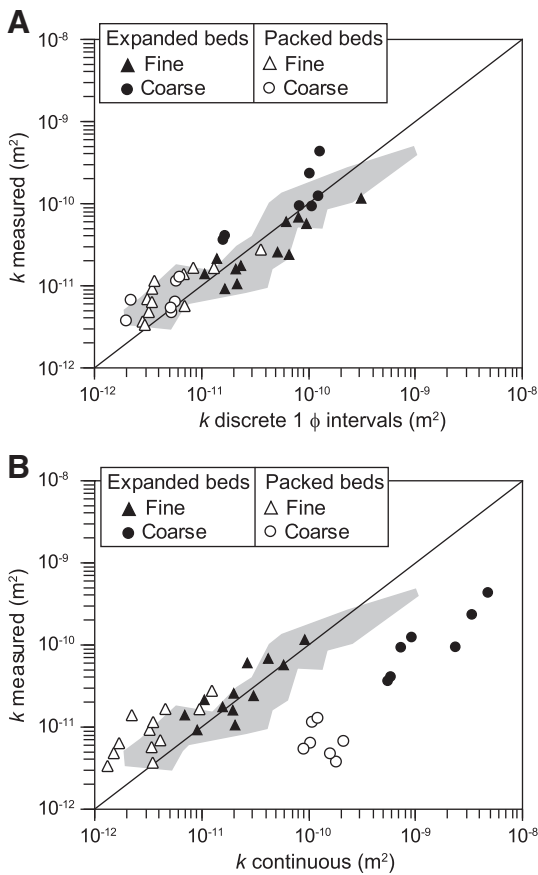 A
Expanded beds Packed beds
Fine Fine
Coarse Coarse
10-8
10-9
10-10
10-11
10-12
k measured (m2)
10-12 10-11 10-10 10-9 10-8
k discrete 1 ϕ intervals (m2)
B
Expanded beds Packed beds
Fine Fine
Coarse Coarse
10-8
10-9
10-10
10-11
10-12
k measured (m2)
10-12 10-11 10-10 10-9 10-8
k continuous (m2)